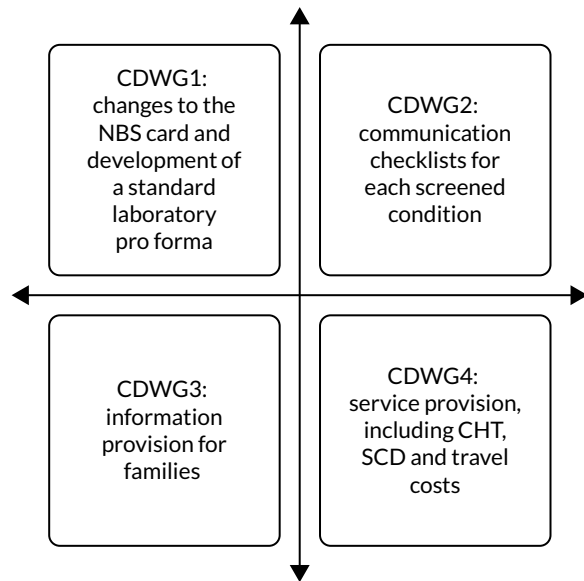 CDWG1:
changes to the
NBS card and
development of
a standard
laboratory
pro forma
CDWG2:
communication
checklists for
each screened
condition
CDWG3:
information
provision for
families
CDWG4:
service provision,
including CHT,
SCD and travel
costs